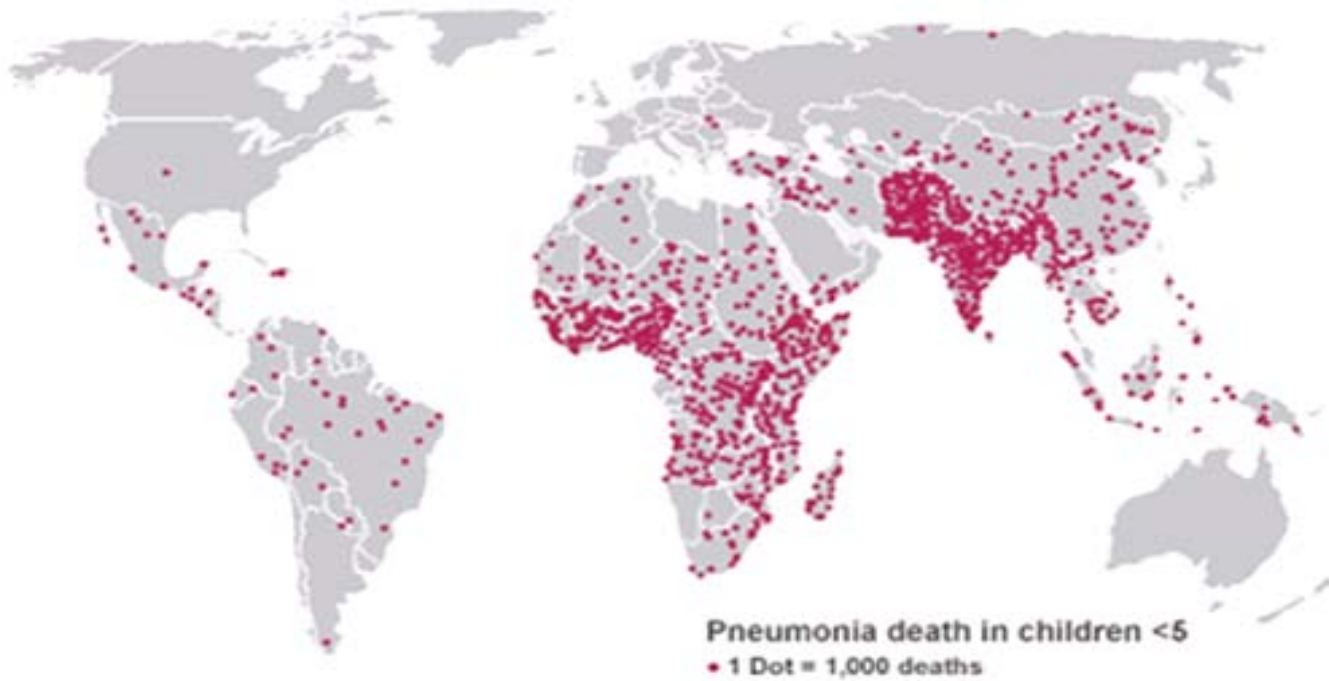 Pneumonia death in children <5
• 1 Dot = 1,000 deaths